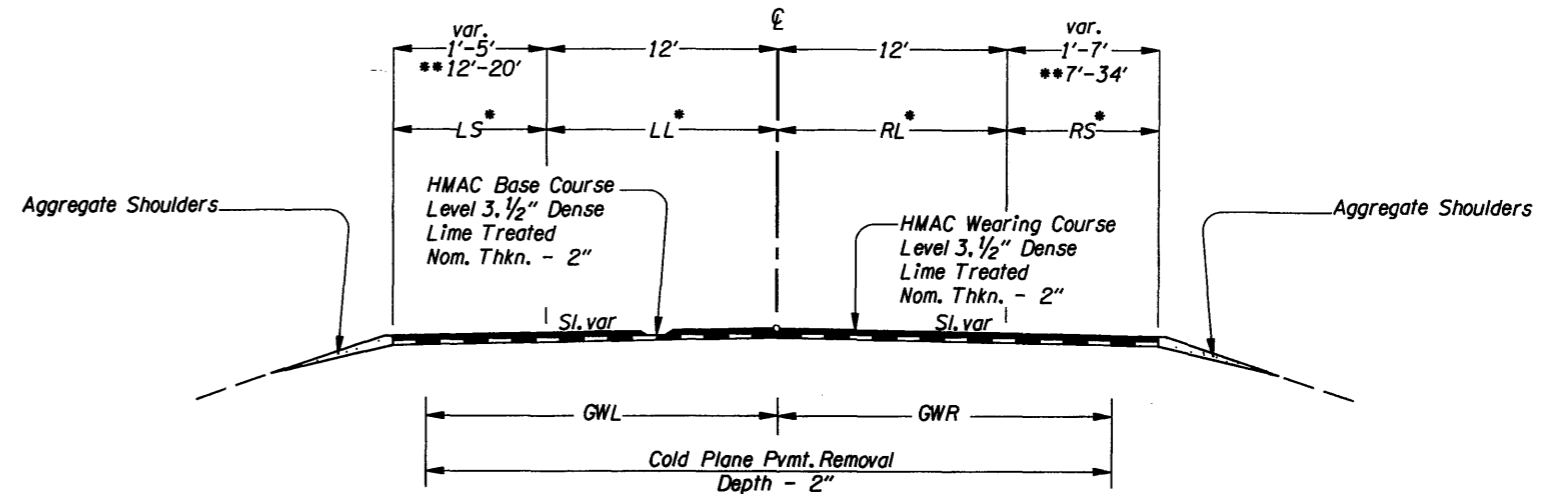 ℄
var.
1'-5'
**12'-20'
12'
12'
var.
1'-7'
**7'-34'
LS*
LL*
RL*
RS*
Aggregate Shoulders
HMAC Base Course
Level 3, ½" Dense
Lime Treated
Nom. Thkn. - 2"
HMAC Wearing Course
Level 3, ½" Dense
Lime Treated
Nom. Thkn. - 2"
Aggregate Shoulders
Sl. var
Sl. var
GWL
GWR
Cold Plane Pvmt. Removal
Depth - 2"